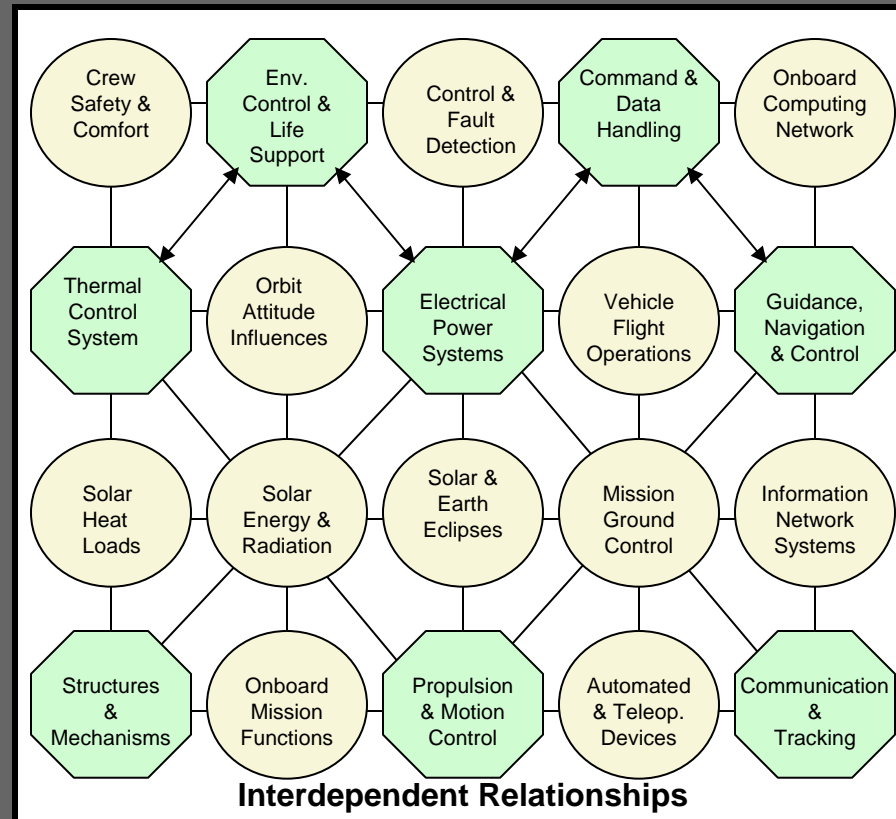 Crew
Safety &
Comfort
Env.
Control &
Life
Support
Control &
Fault
Detection
Command &
Data
Handling
Onboard
Computing
Network
Thermal
Control
System
Orbit
Attitude
Influences
Electrical
Power
Systems
Vehicle
Flight
Operations
Guidance,
Navigation
& Control
Solar
Heat
Loads
Solar
Energy &
Radiation
Solar &
Earth
Eclipses
Mission
Ground
Control
Information
Network
Systems
Structures
&
Mechanisms
Onboard
Mission
Functions
Propulsion
& Motion
Control
Automated
& Teleop.
Devices
Communication
&
Tracking
Interdependent Relationships